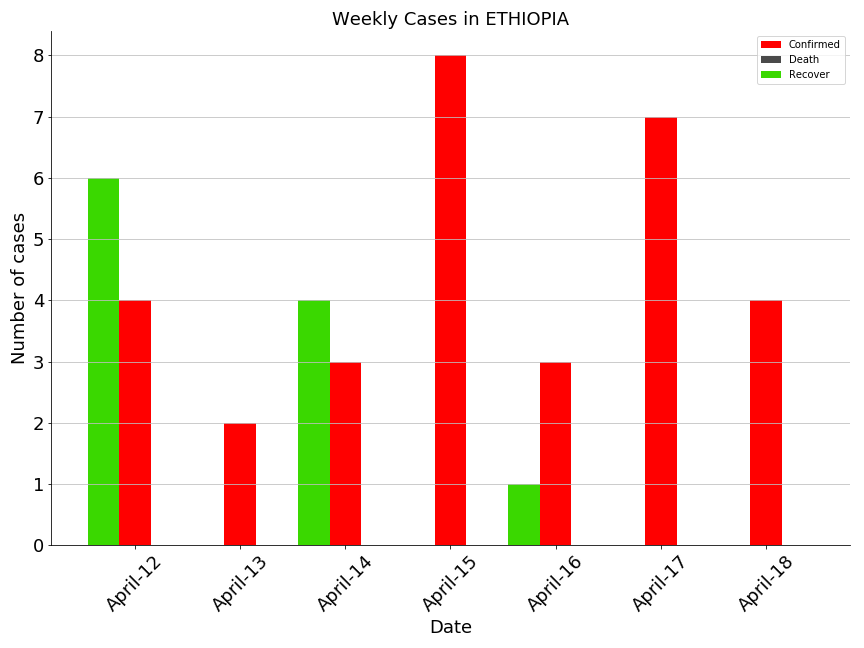 Weekly Cases in ETHIOPIA
Confirmed
Death
Recover
Number of cases
8
7
6
5
4
3
2
1
0
April-12
April-13
April-14
April-15
April-16
April-17
April-18
Date